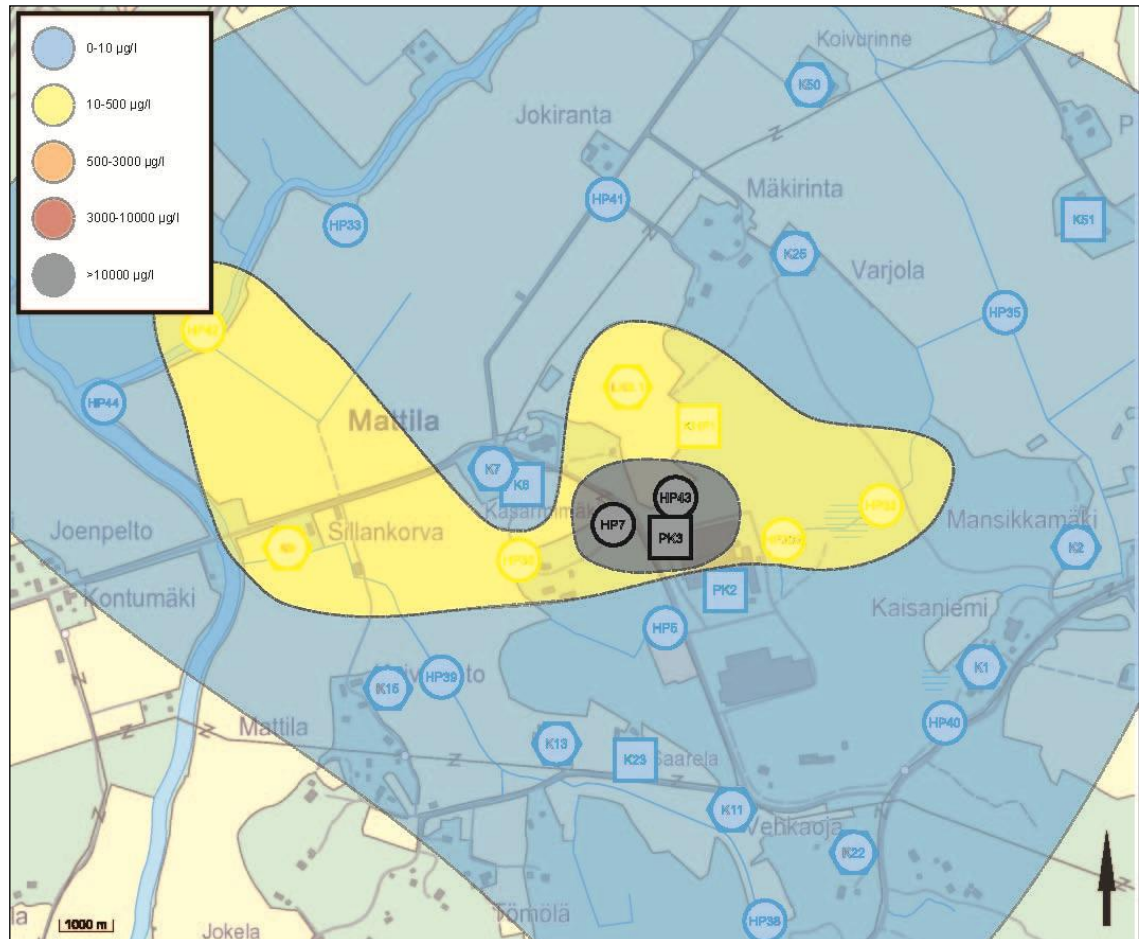 0-10 µg/l
10-500 µg/l
500-3000 µg/l
3000-10000 µg/l
>10000 µg/l
Koivurinne
K50
Jokiranta
P
Mäkirinta
HP41
K51
HP33
K25
Varjola
HP35
HP42
HP44
Mattila
K7
K6
HP43
HP7
PK3
Mansikkamäki
Joenpelto
Sillankorva
K2
Kontumäki
PK2
Kaisaniemi
HP5
K1
HP39
K15
HP40
Mattila
K13
K23
Saarela
K11
Vehkaoja
K22
la
1000 m
Jokela
Tömölä
HP38